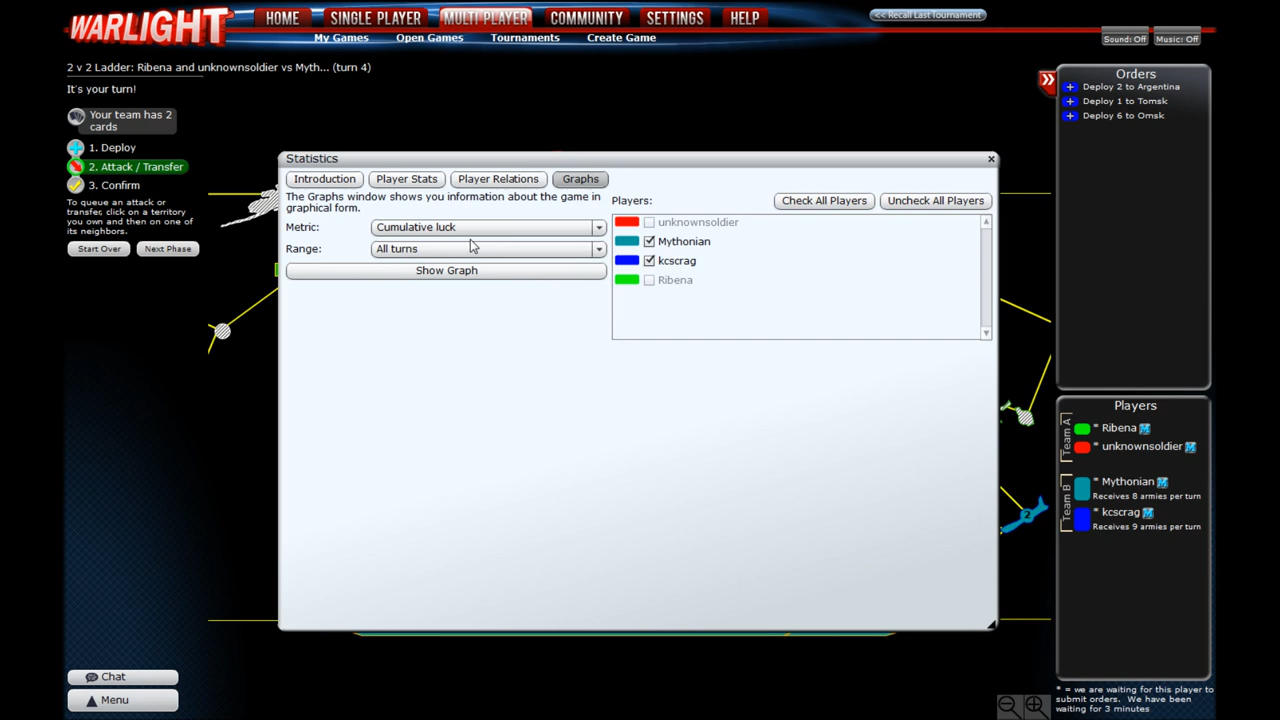 WARLIGHT
HOME
SINGLE PLAYER
MULTI PLAYER
COMMUNITY
SETTINGS
HELP
<< Recall Last Tournament
My Games
Open Games
Tournaments
Create Game
Sound: Off
Music: Off
2 v 2 Ladder: Ribena and unknownsoldier vs Myth... (turn 4)
It's your turn!
Your team has 2
cards
1. Deploy
2. Attack / Transfer
3. Confirm
To queue an attack or
transfer, click on a territory
you own and then on one of
its neighbors.
Start Over
Next Phase
Statistics
Introduction
Player Stats
Player Relations
Graphs
The Graphs window shows you information about the game in
graphical form.
Metric:
Cumulative luck
Range:
All turns
Show Graph
Players:
Check All Players
Uncheck All Players
unknownsoldier
Mythonian
kcscrag
Ribena
Orders
Deploy 2 to Argentina
Deploy 1 to Tomsk
Deploy 6 to Omsk
2
Players
Team A
* Ribena M
* unknownsoldier M
Team B
* Mythonian M
Receives 8 armies per turn
* kcscrag M
Receives 9 armies per turn
Chat
Menu
* = we are waiting for this player to
submit orders. We have been
waiting for 3 minutes